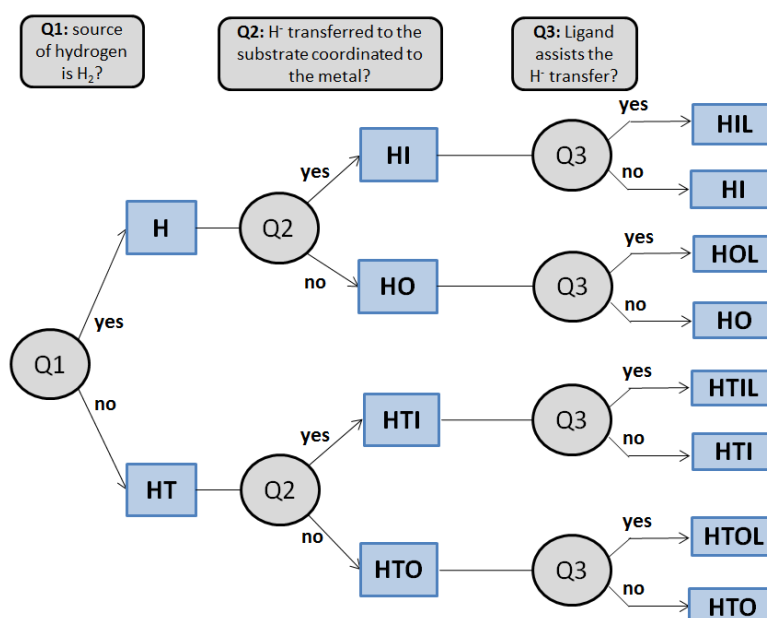 Q1: source
of hydrogen
is H₂?
Q2: H⁻ transferred to the
substrate coordinated to
the metal?
Q3: Ligand
assists the
H⁻ transfer?
yes
HIL
HI
Q3
yes
no
HI
H
Q2
yes
HOL
no
HO
Q3
no
HO
yes
Q1
no
yes
HTIL
HTI
Q3
yes
no
HTI
HT
Q2
yes
HTOL
no
HTO
Q3
no
HTO